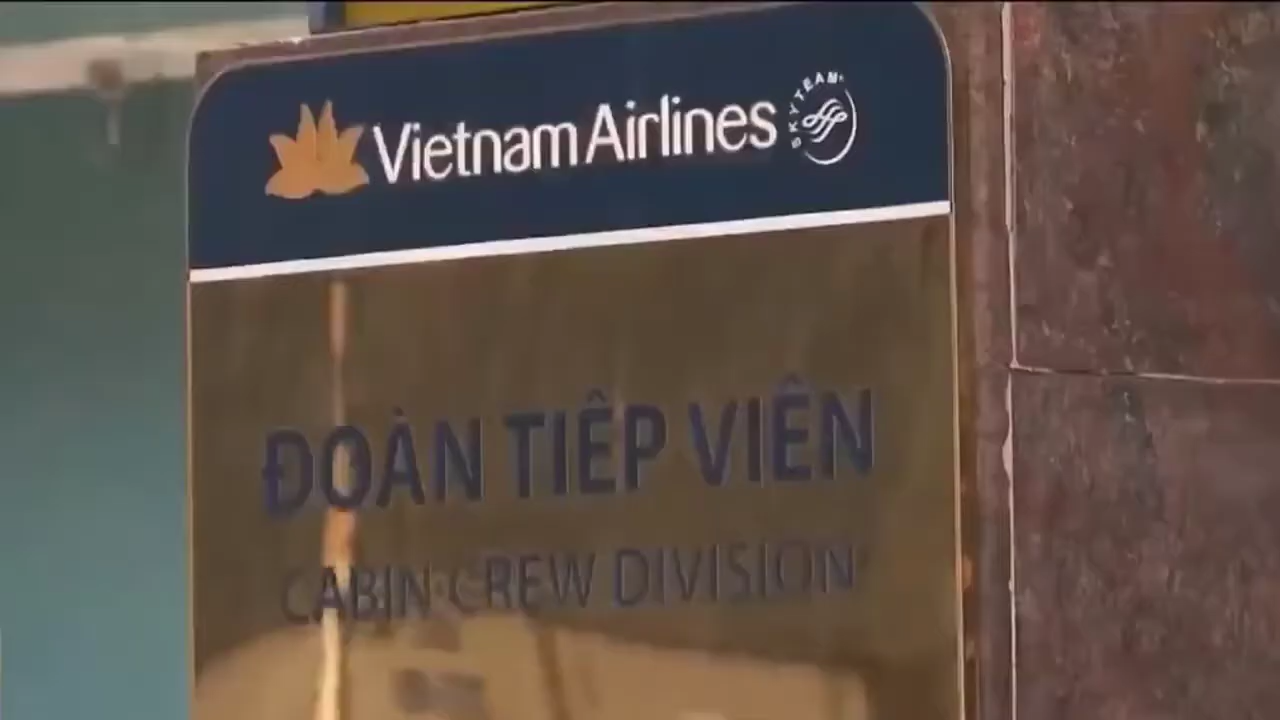 Vietnam Airlines
SKYTEAM
ĐOÀN TIẾP VIÊN
CABIN CREW DIVISION